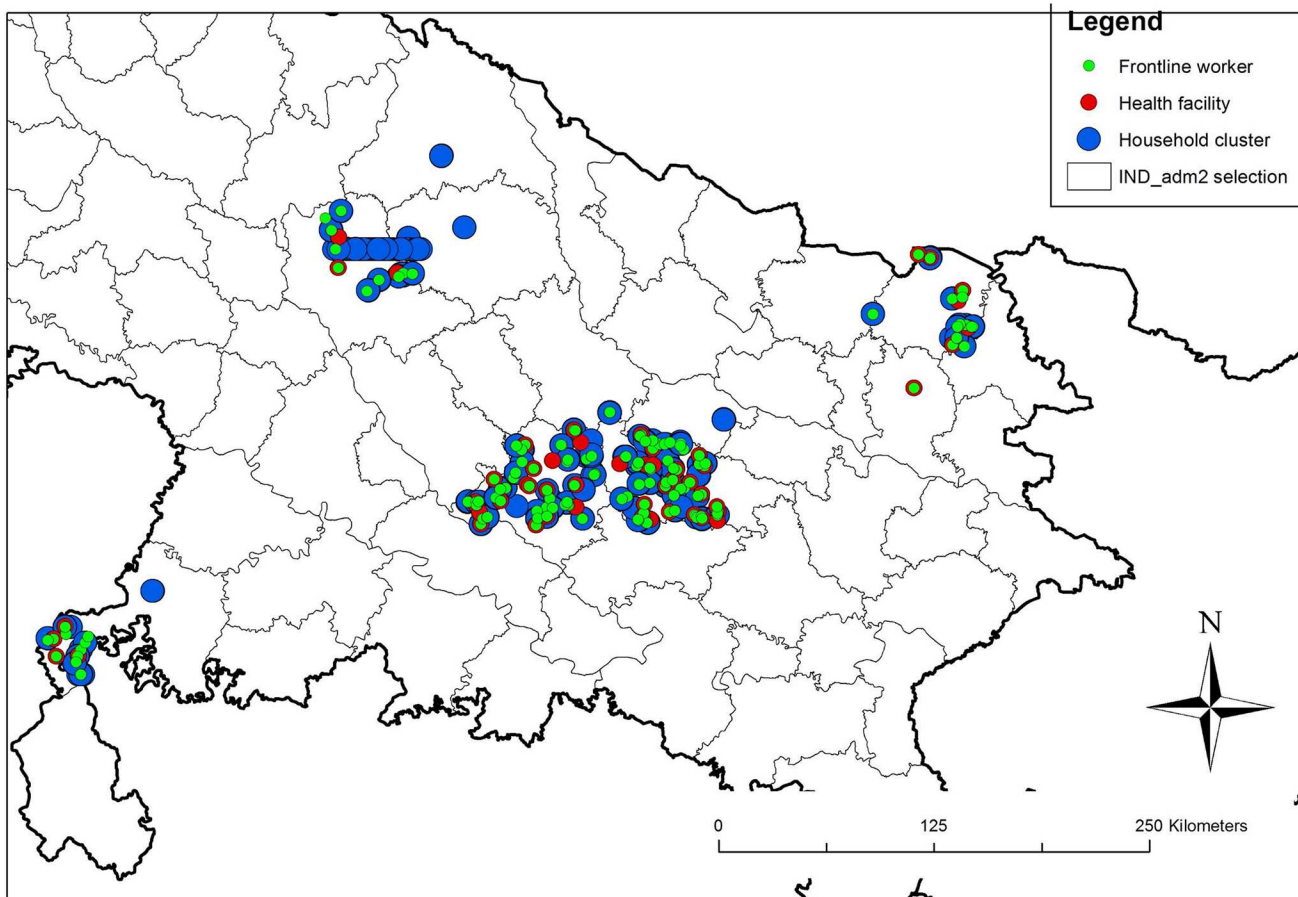 Legend
Frontline worker
Health facility
Household cluster
IND_adm2 selection
N
0 125 250 Kilometers